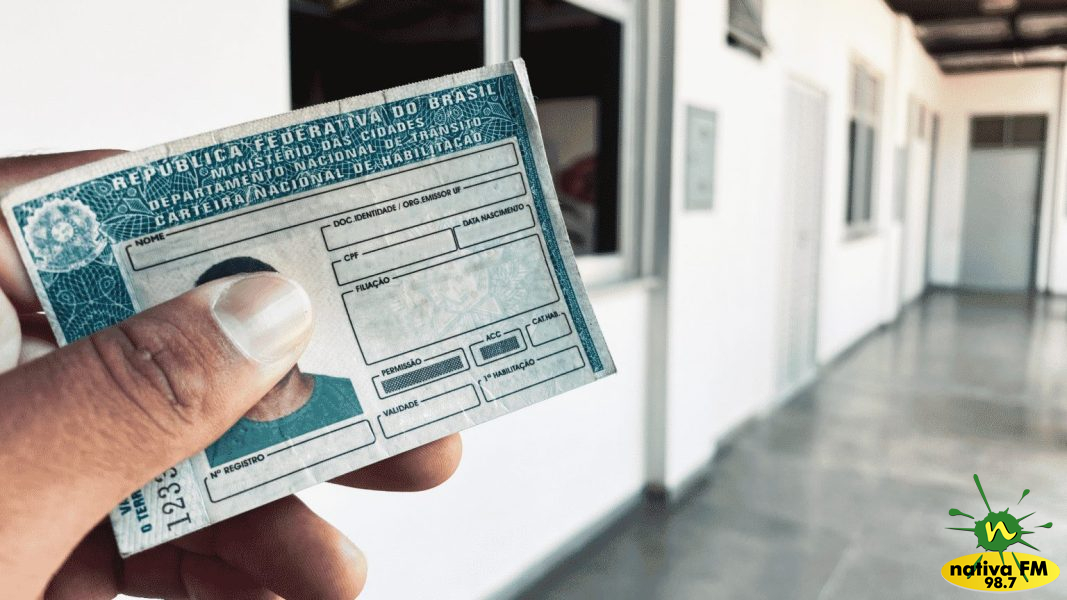 REPÚBLICA FEDERATIVA DO BRASIL
MINISTÉRIO DAS CIDADES
DEPARTAMENTO NACIONAL DE TRÂNSITO
CARTEIRA NACIONAL DE HABILITAÇÃO
NOME
DOC. IDENTIDADE / ORG. EMISSOR UF
CPF
DATA NASCIMENTO
FILIAÇÃO
PERMISSÃO
ACC
CAT. HAB.
Nº REGISTRO
VALIDADE
1ª HABILITAÇÃO
O TERR
nativa FM
98.7